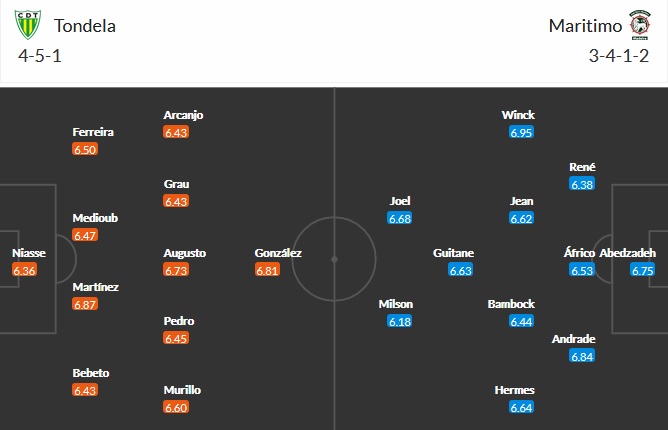 Tondela
4-5-1
Maritimo
3-4-1-2
Arcanjo
6.43
Ferreira
6.50
Grau
6.43
Medioub
6.47
Niasse
6.36
Augusto
6.73
González
6.81
Martínez
6.87
Pedro
6.45
Bebeto
6.43
Murillo
6.60
Winck
6.95
René
6.38
Joel
6.68
Jean
6.62
Guitane
6.63
Áfrico
6.53
Abedzadeh
6.75
Milson
6.18
Bambock
6.44
Andrade
6.84
Hermes
6.64